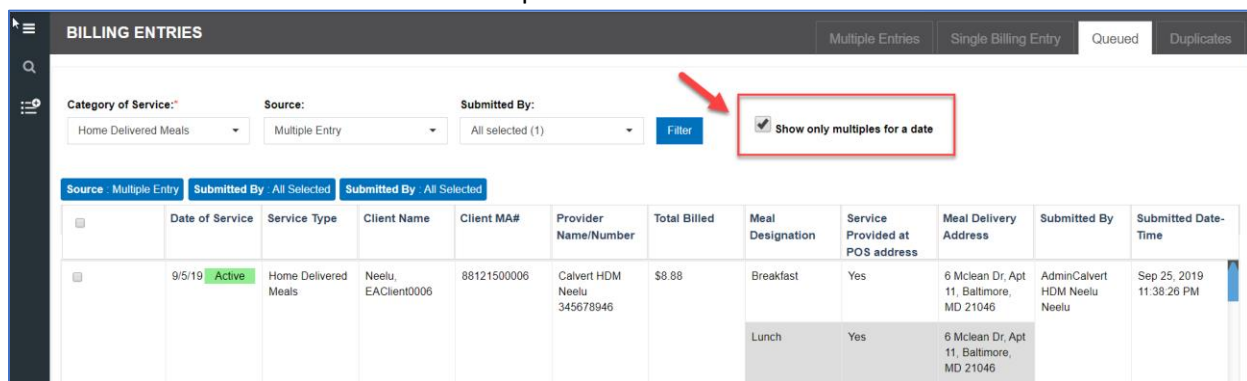 BILLING ENTRIES
Multiple Entries Single Billing Entry Queued Duplicates
Category of Service:* Source: Submitted By:
Home Delivered Meals Multiple Entry All selected (1) Filter Show only multiples for a date
Source : Multiple Entry Submitted By : All Selected Submitted By : All Selected
Date of Service Service Type Client Name Client MA# Provider Total Billed Meal Service Meal Delivery Submitted By Submitted Date-
Name/Number Designation Provided at Address Time
POS address
9/5/19 Active Home Delivered Neelu, 88121500006 Calvert HDM $8.88 Breakfast Yes 6 Mclean Dr, Apt AdminCalvert Sep 25, 2019
Meals EAClient0006 Neelu 11, Baltimore, HDM Neelu 11:38:26 PM
345678946 MD 21046 Neelu
Lunch Yes 6 Mclean Dr, Apt
11, Baltimore,
MD 21046